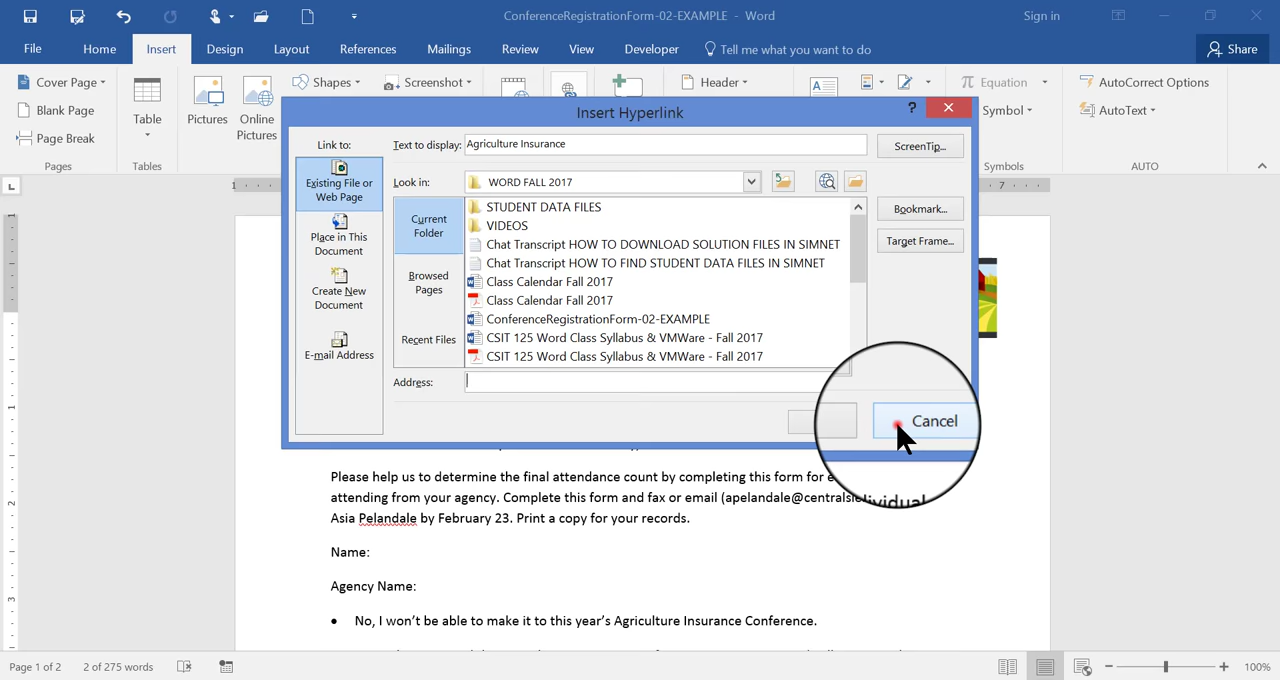 ConferenceRegistrationForm-02-EXAMPLE - Word
Sign in
File Home Insert Design Layout References Mailings Review View Developer Tell me what you want to do Share
Cover Page
Blank Page
Page Break
Pages
Table
Tables
Pictures
Online
Pictures
Shapes
Screenshot
Header
Equation
Symbol
Symbols
AutoCorrect Options
AutoText
AUTO
Insert Hyperlink
?
Link to:
Text to display: Agriculture Insurance
ScreenTip...
Existing File or
Web Page
Look in: WORD FALL 2017
Place in This
Document
Create New
Document
E-mail Address
Current
Folder
Browsed
Pages
Recent Files
STUDENT DATA FILES
VIDEOS
Chat Transcript HOW TO DOWNLOAD SOLUTION FILES IN SIMNET
Chat Transcript HOW TO FIND STUDENT DATA FILES IN SIMNET
Class Calendar Fall 2017
Class Calendar Fall 2017
ConferenceRegistrationForm-02-EXAMPLE
CSIT 125 Word Class Syllabus & VMWare - Fall 2017
CSIT 125 Word Class Syllabus & VMWare - Fall 2017
Bookmark...
Target Frame...
Address:
Cancel
1
7
1
1
2
3
Please help us to determine the final attendance count by completing this form for
attending from your agency. Complete this form and fax or email
Asia Pelandale by February 23. Print a copy for your records.
Name:
Agency Name:
• No, I won't be able to make it to this year's Agriculture Insurance Conference.
Page 1 of 2 2 of 275 words 100%